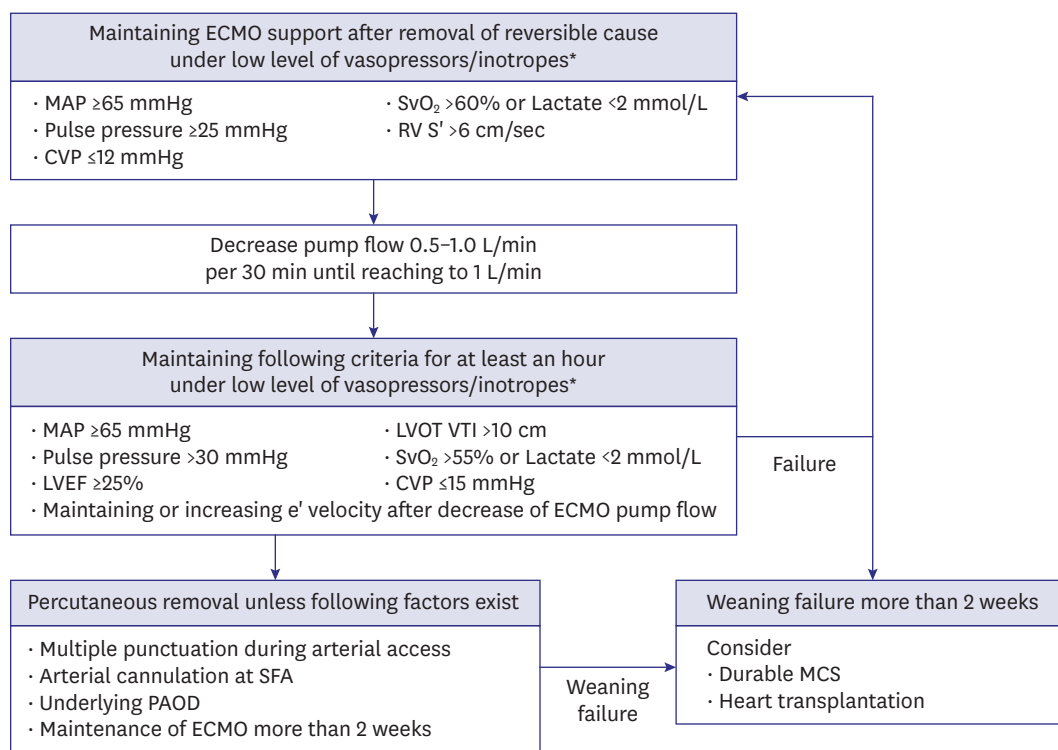 Maintaining ECMO support after removal of reversible cause
under low level of vasopressors/inotropes*
· MAP ≥65 mmHg
· Pulse pressure ≥25 mmHg
· CVP ≤12 mmHg
· SvO₂ >60% or Lactate <2 mmol/L
· RV S' >6 cm/sec
Decrease pump flow 0.5–1.0 L/min
per 30 min until reaching to 1 L/min
Maintaining following criteria for at least an hour
under low level of vasopressors/inotropes*
· MAP ≥65 mmHg
· Pulse pressure >30 mmHg
· LVEF ≥25%
· LVOT VTI >10 cm
· SvO₂ >55% or Lactate <2 mmol/L
· CVP ≤15 mmHg
· Maintaining or increasing e' velocity after decrease of ECMO pump flow
Failure
Percutaneous removal unless following factors exist
· Multiple punctuation during arterial access
· Arterial cannulation at SFA
· Underlying PAOD
· Maintenance of ECMO more than 2 weeks
Weaning
failure
Weaning failure more than 2 weeks
Consider
· Durable MCS
· Heart transplantation